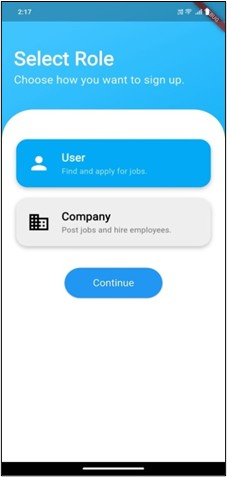 2:17
Select Role
Choose how you want to sign up.
User
Find and apply for jobs.
Company
Post jobs and hire employees.
Continue